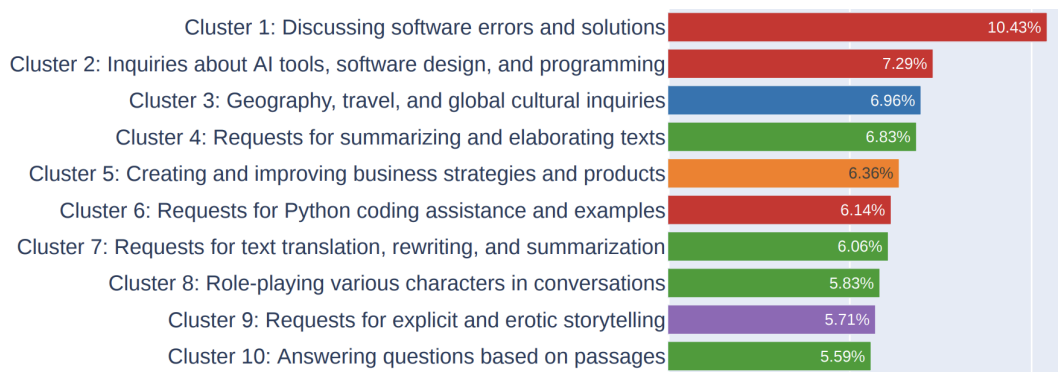 Cluster 1: Discussing software errors and solutions 10.43%
Cluster 2: Inquiries about AI tools, software design, and programming 7.29%
Cluster 3: Geography, travel, and global cultural inquiries 6.96%
Cluster 4: Requests for summarizing and elaborating texts 6.83%
Cluster 5: Creating and improving business strategies and products 6.36%
Cluster 6: Requests for Python coding assistance and examples 6.14%
Cluster 7: Requests for text translation, rewriting, and summarization 6.06%
Cluster 8: Role-playing various characters in conversations 5.83%
Cluster 9: Requests for explicit and erotic storytelling 5.71%
Cluster 10: Answering questions based on passages 5.59%